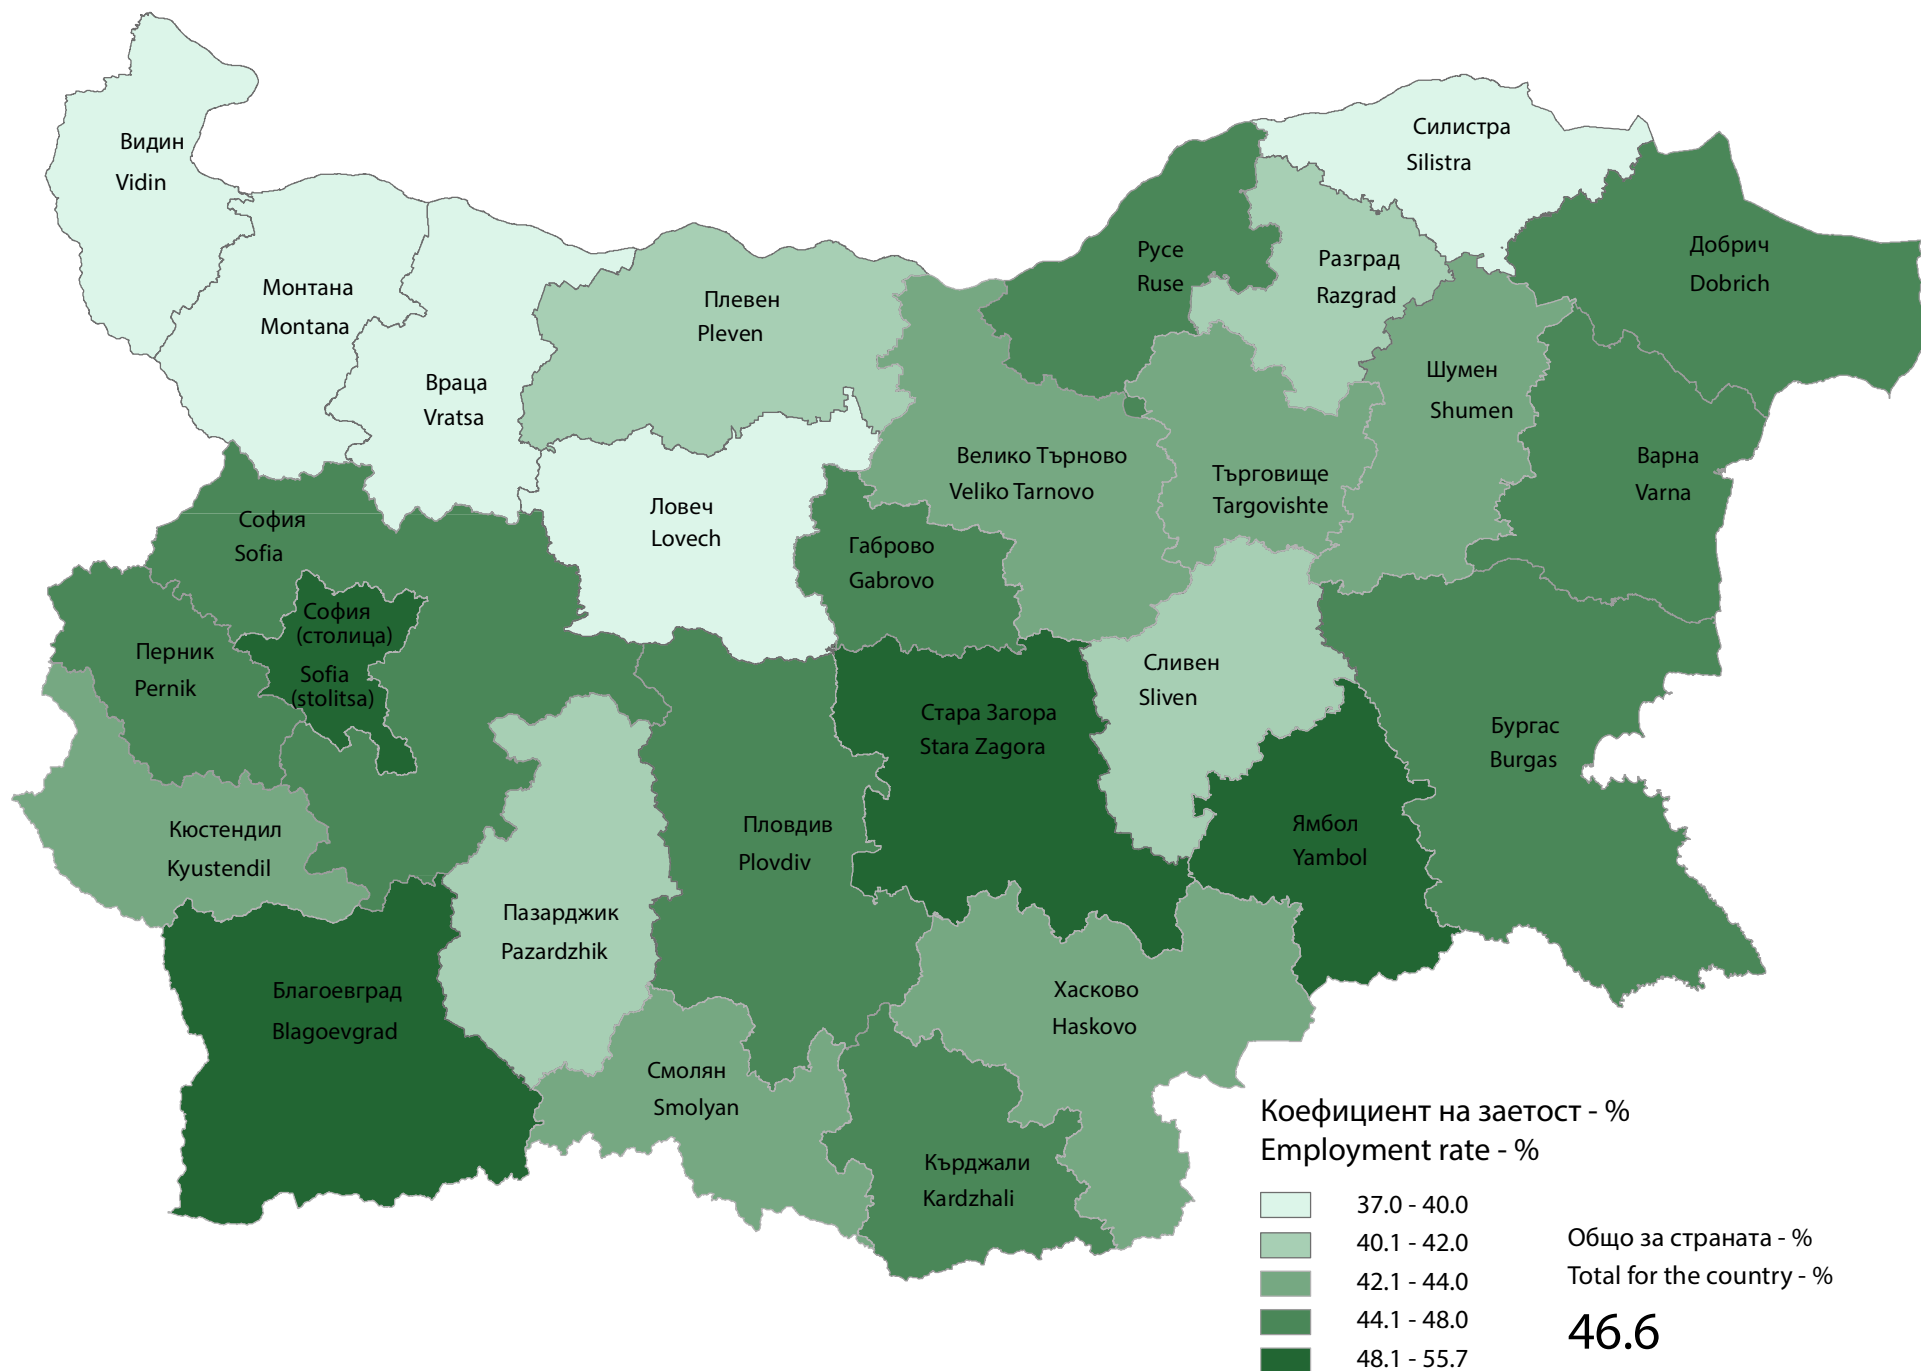 Видин
Vidin
Монтана
Montana
Враца
Vratsa
Плевен
Pleven
Ловеч
Lovech
Велико Търново
Veliko Tarnovo
Габрово
Gabrovo
Русе
Ruse
Силистра
Silistra
Разград
Razgrad
Добрич
Dobrich
Шумен
Shumen
Търговище
Targovishte
Варна
Varna
София
Sofia
София
(столица)
Sofia
(stolitsa)
Перник
Pernik
Кюстендил
Kyustendil
Благоевград
Blagoevgrad
Пазарджик
Pazardzhik
Пловдив
Plovdiv
Стара Загора
Stara Zagora
Сливен
Sliven
Ямбол
Yambol
Бургас
Burgas
Хасково
Haskovo
Смолян
Smolyan
Кърджали
Kardzhali
Коефициент на заетост - %
Employment rate - %
37.0 - 40.0
40.1 - 42.0
42.1 - 44.0
44.1 - 48.0
48.1 - 55.7
Общо за страната - %
Total for the country - %
46.6